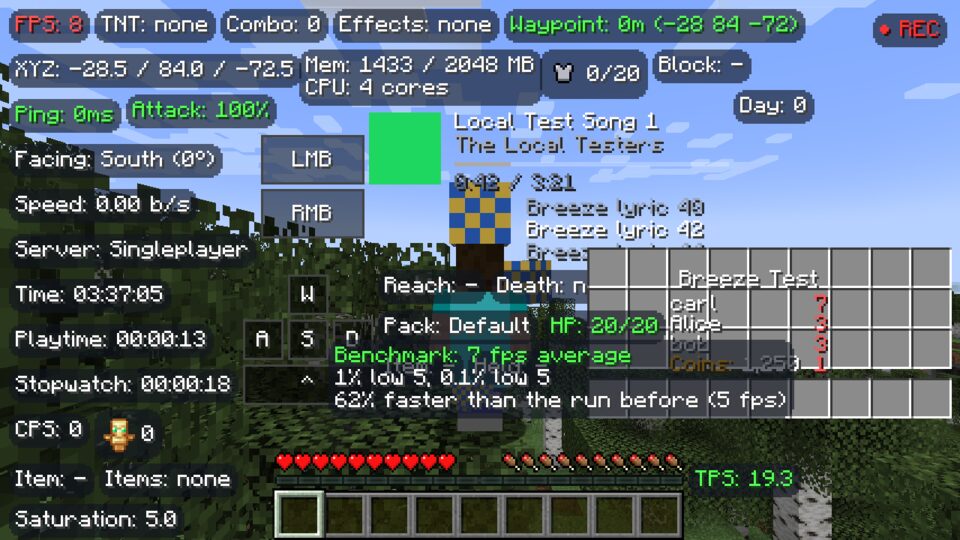 FPS: 8 TNT: none Combo: 0 Effects: none Waypoint: 0m (-28 84 -72) REC
XYZ: -28.5 / 84.0 / -72.5 Mem: 1433 / 2048 MB 0/20 Block: -
CPU: 4 cores
Ping: 0ms Attack: 100% Day: 0
Local Test Song 1
The Local Testers
Facing: South (0°) LMB
0:42 / 3:21
Speed: 0.00 b/s RMB
Breeze lyric 40
Breeze lyric 42
Breeze lyric
Server: Singleplayer
Reach: - Death: Breeze Test
Time: 03:37:05 W
carl 7
Pack: Default HP: 20/20 Alice 3
Playtime: 00:00:13 A S D
bob 3
Benchmark: 7 fps average
Coins: 1,250 1
1% low 5, 0.1% low 5
Stopwatch: 00:00:18 ^
62% faster than the run before (5 fps)
CPS: 0 0
Item: - Items: none TPS: 19.3
Saturation: 5.0